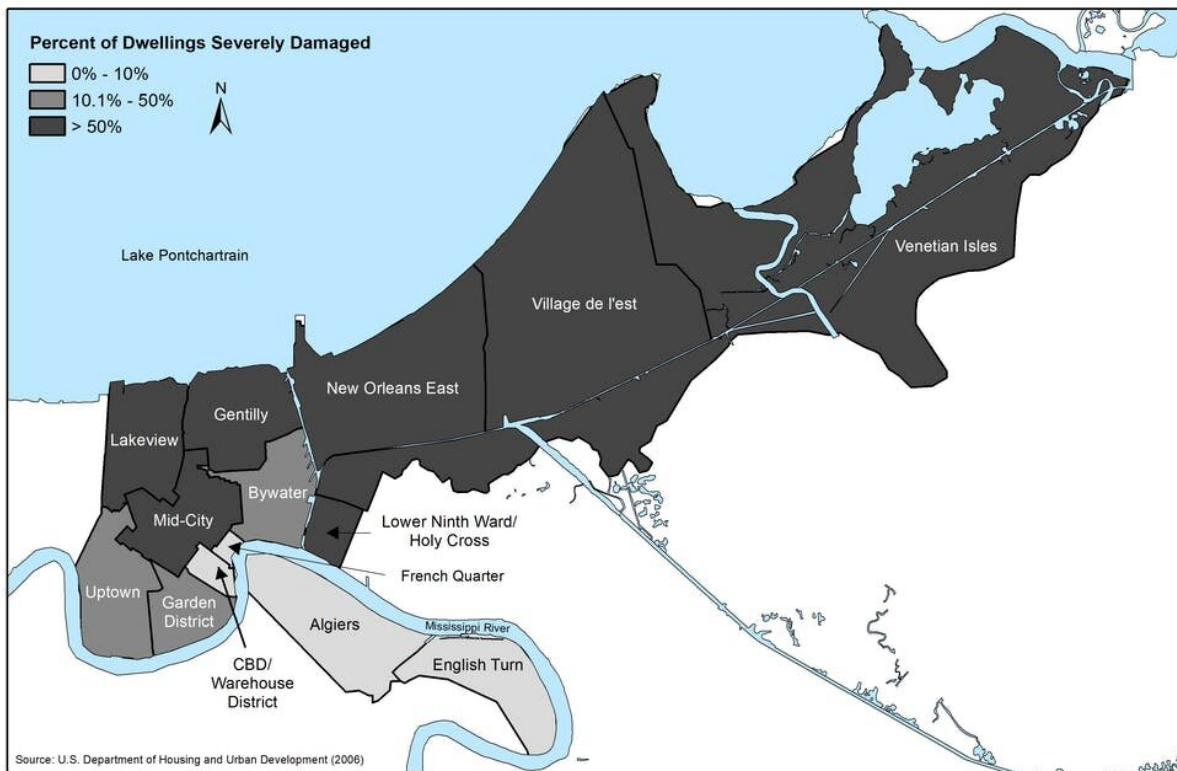 Percent of Dwellings Severely Damaged
0% - 10%
10.1% - 50%
> 50%
N
Lake Pontchartrain
Venetian Isles
Village de l'est
New Orleans East
Gentilly
Lakeview
Bywater
Mid-City
Lower Ninth Ward/
Holy Cross
French Quarter
Uptown
Garden
District
Algiers
Mississippi River
English Turn
CBD/
Warehouse
District
Source: U.S. Department of Housing and Urban Development (2006)